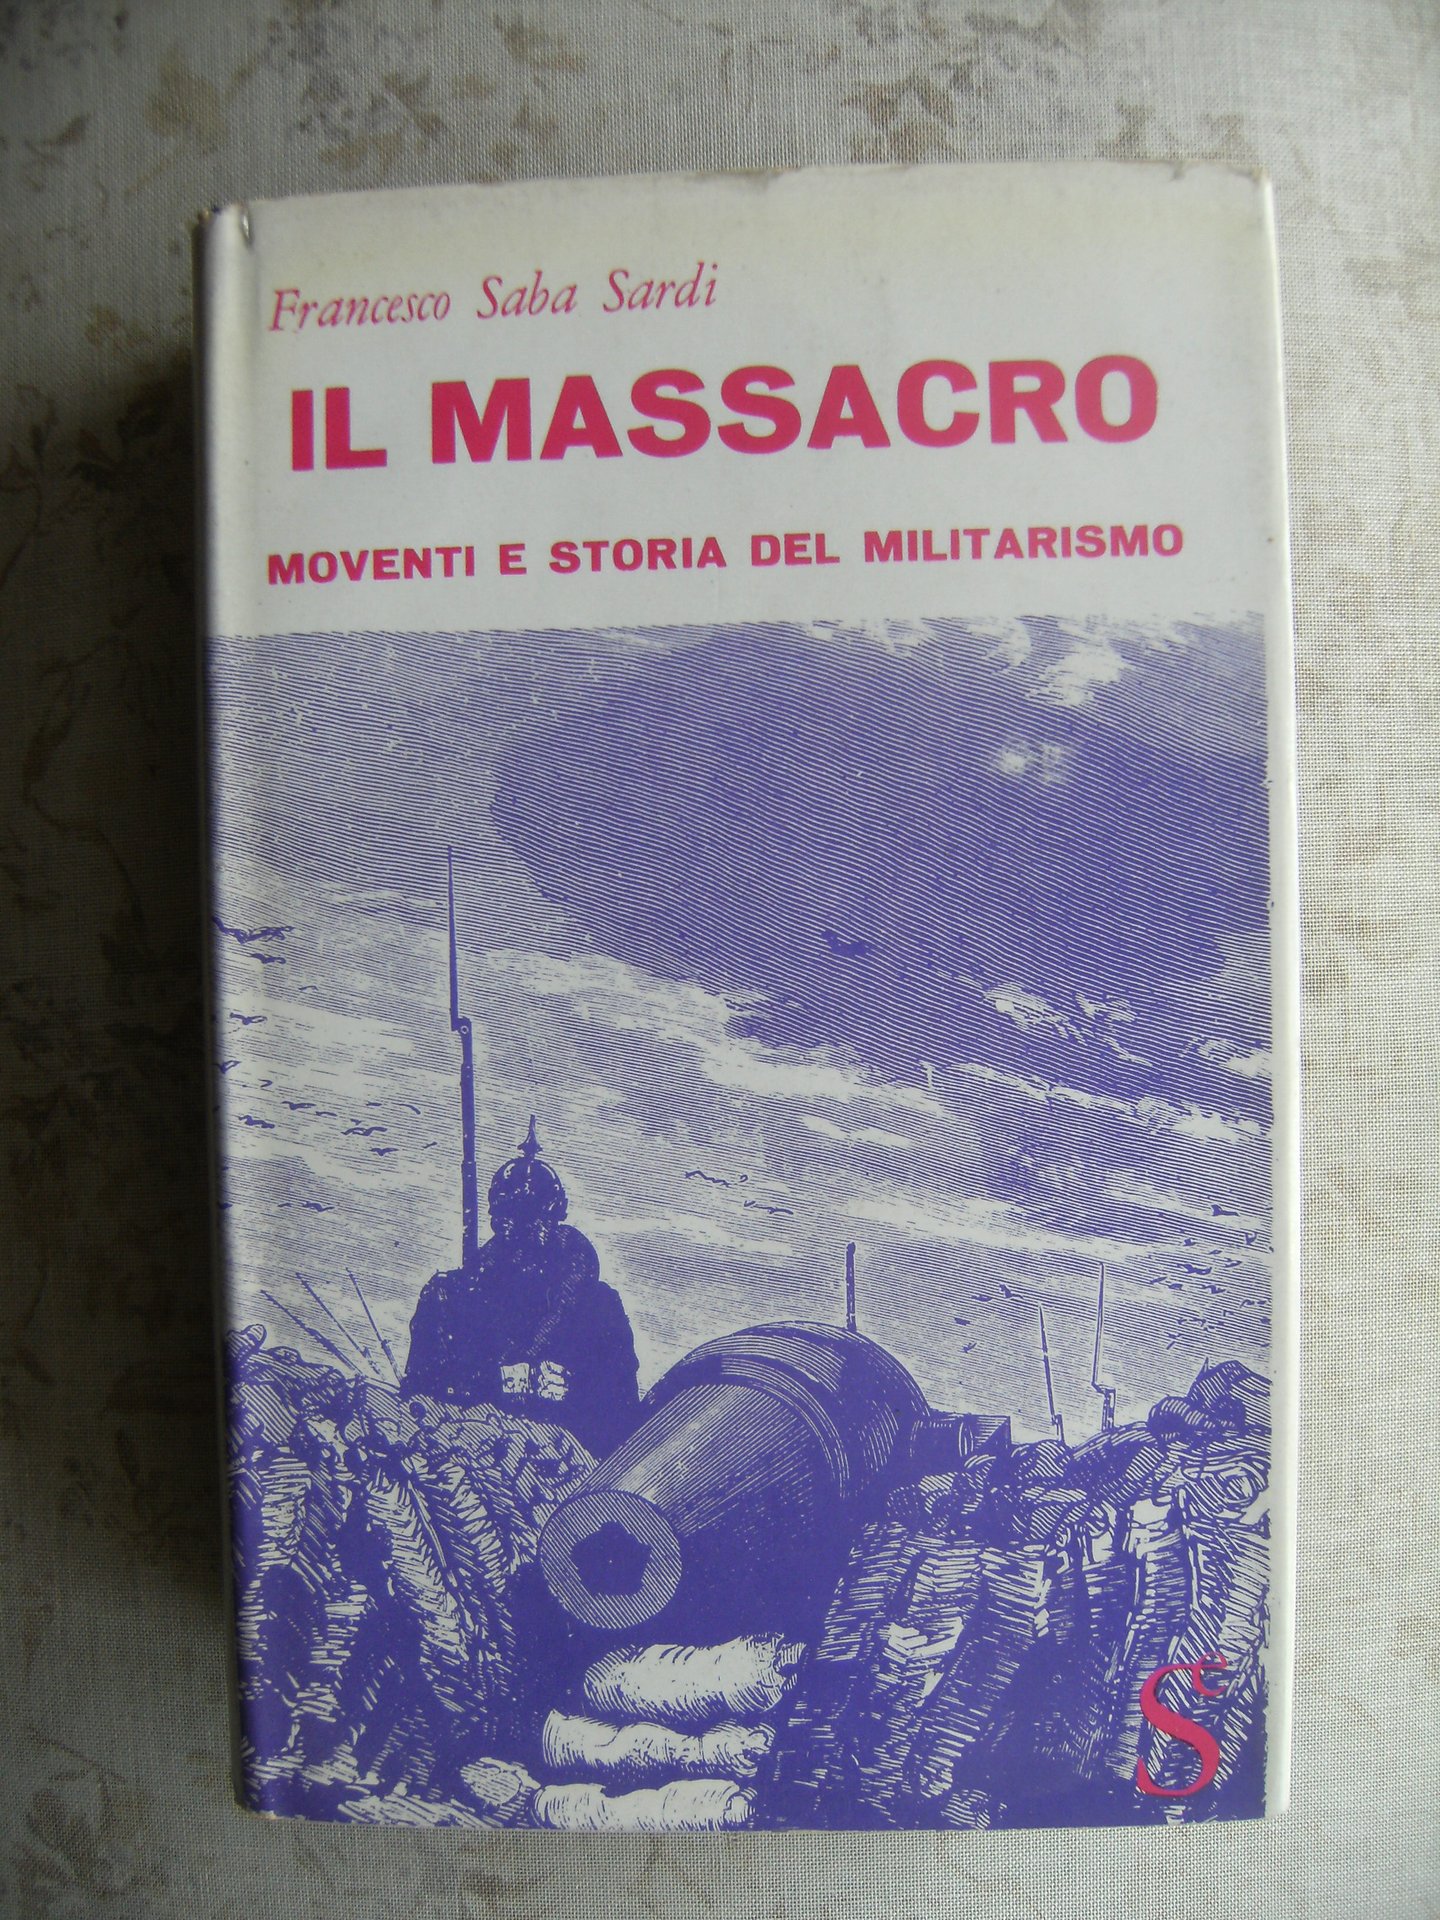 Francesco Saba Sardi
IL MASSACRO
MOVENTI E STORIA DEL MILITARISMO
Se